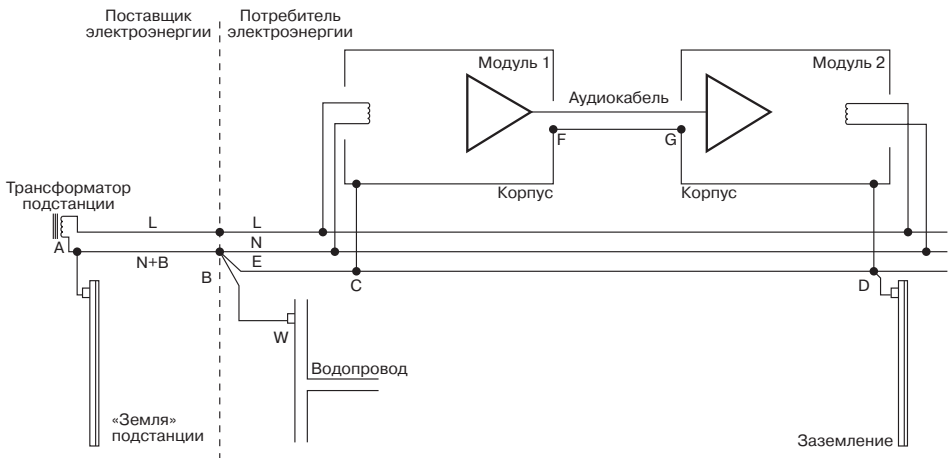 Поставщик
электроэнергии
Потребитель
электроэнергии
Модуль 1
Модуль 2
Аудиокабель
F
G
Корпус
Корпус
Трансформатор
подстанции
L
L
A
N
N+B
E
B
C
D
W
Водопровод
«Земля»
подстанции
Заземление